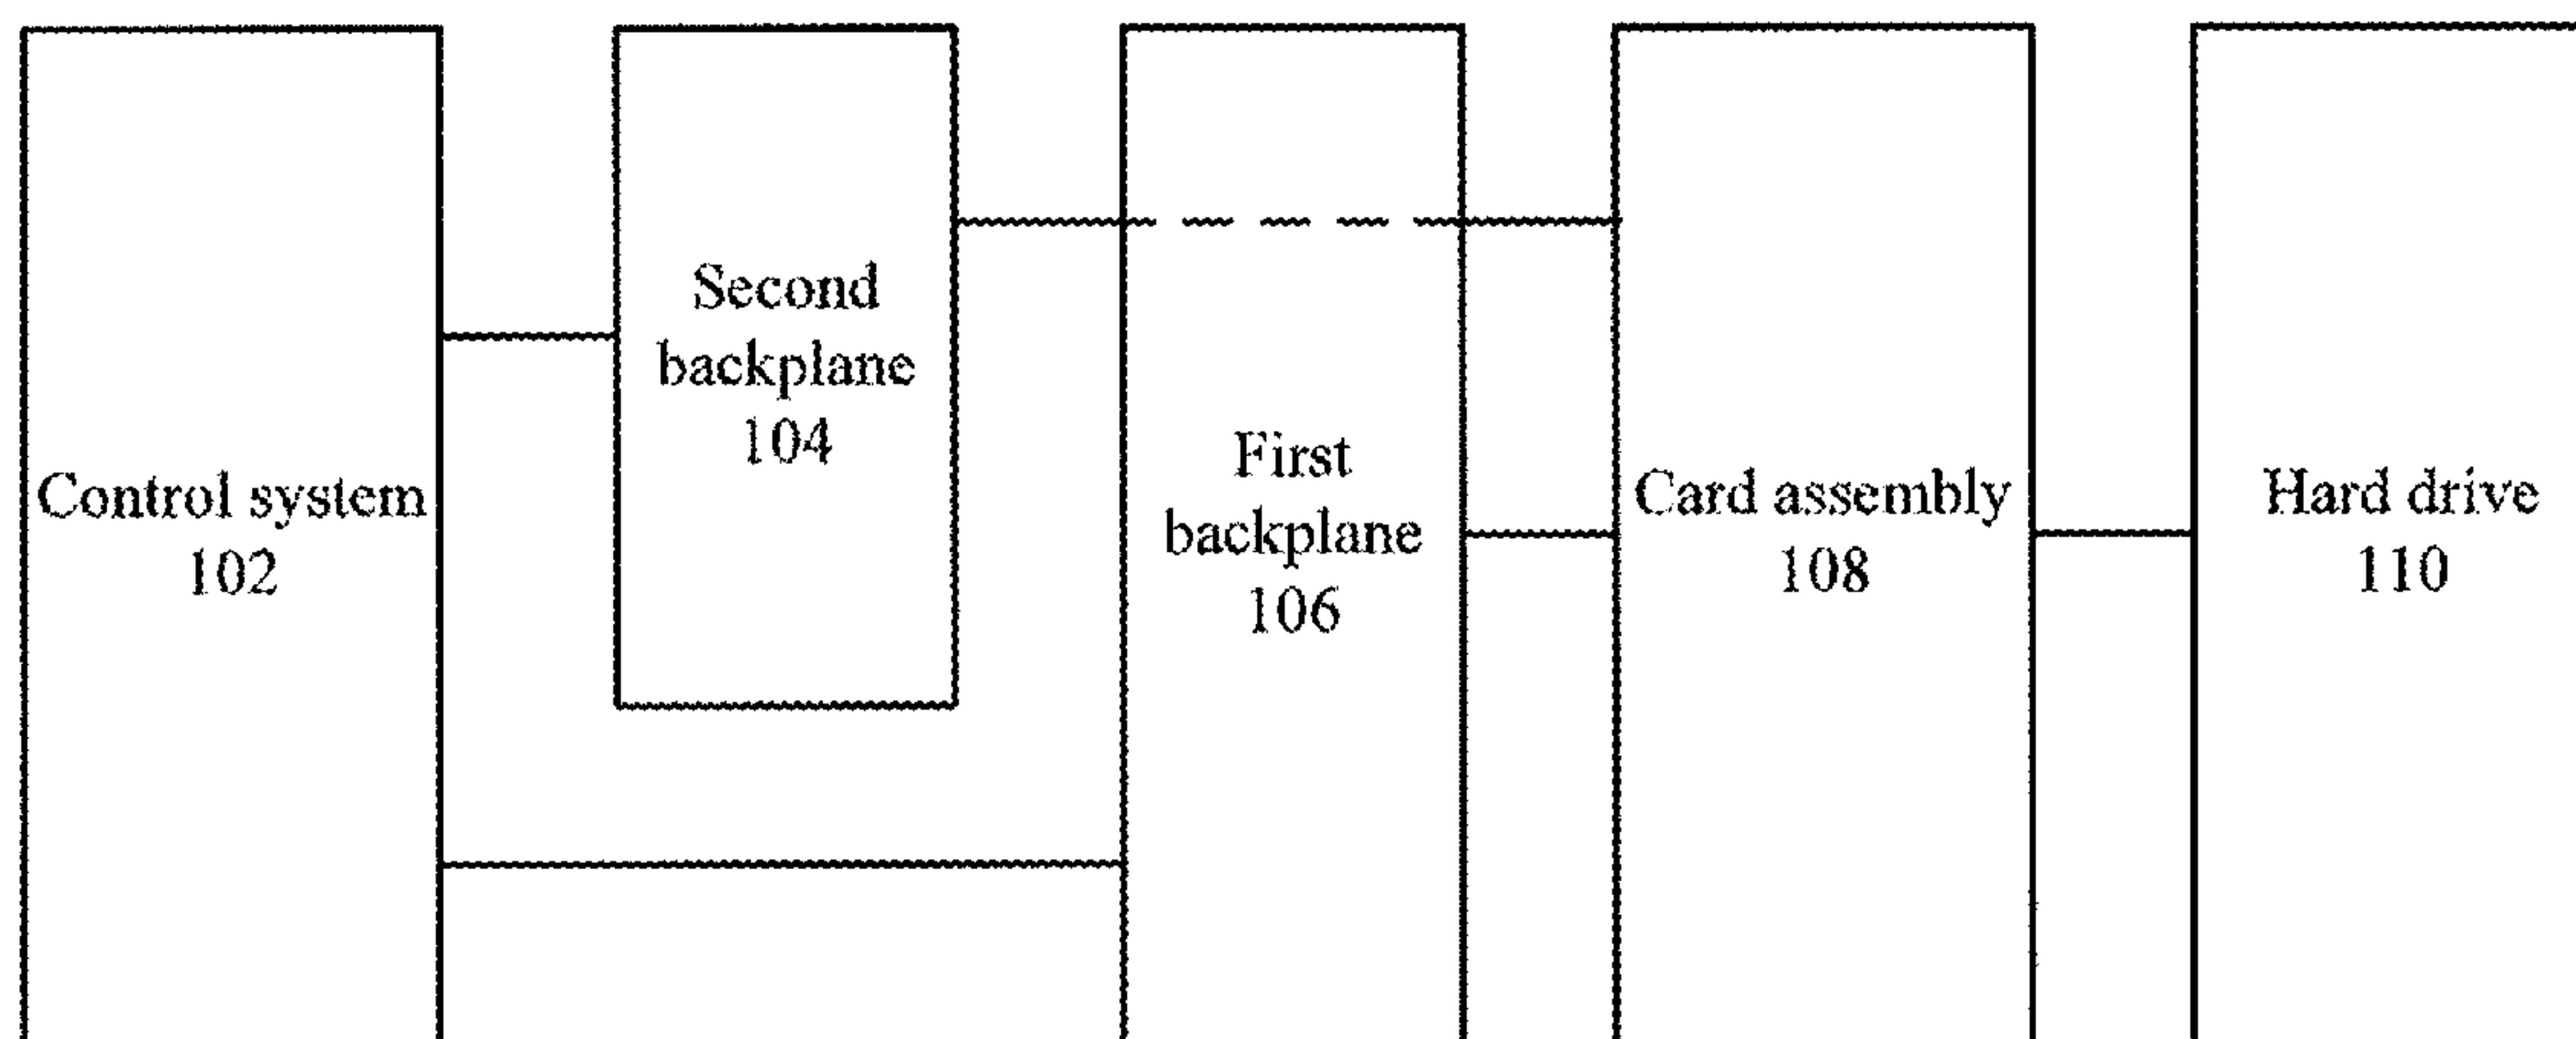 Control system
102
Second
backplane
104
First
backplane
106
Card assembly
108
Hard drive
110